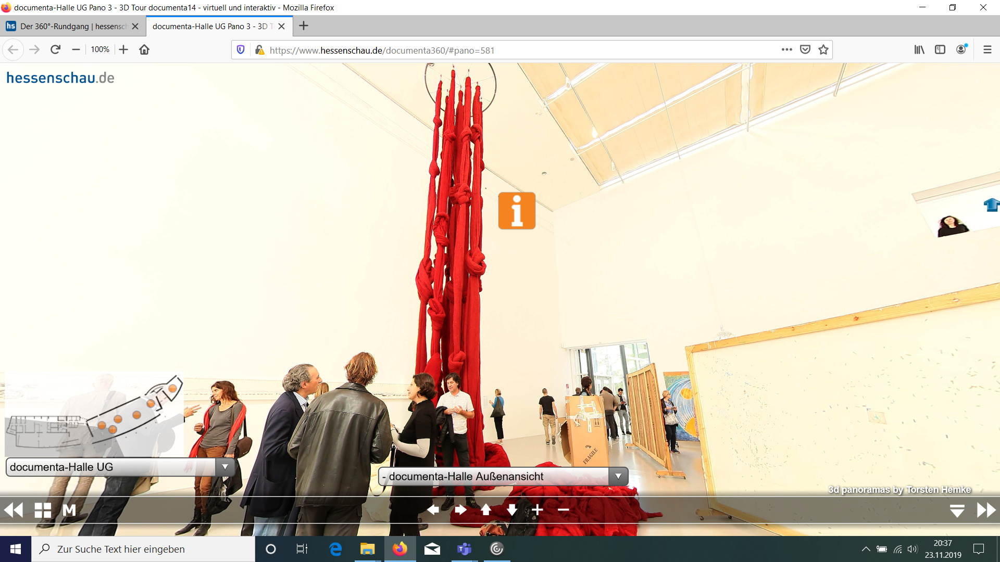 documenta-Halle UG Pano 3 - 3D Tour documenta14 - virtuell und interaktiv - Mozilla Firefox
hs Der 360°-Rundgang | hessensch
documenta-Halle UG Pano 3 - 3D T
100%
https://www.hessenschau.de/documenta360/#pano=581
hessenschau.de
i
FRAGILE
documenta-Halle UG
- documenta-Halle Außenansicht
3d panoramas by Torsten Hemke
M
Zur Suche Text hier eingeben
20:37
23.11.2019